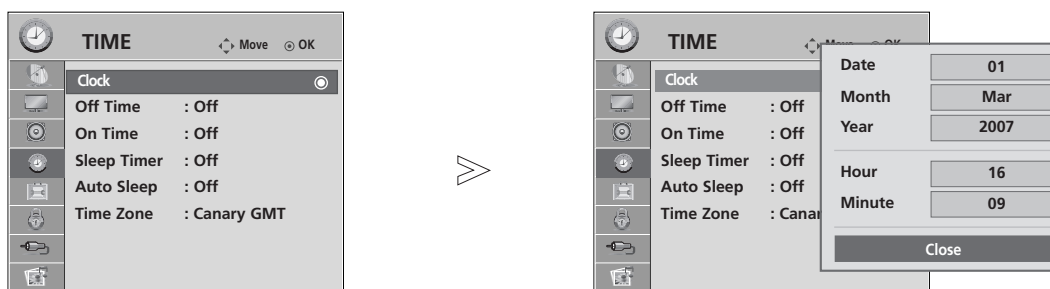 TIME Move OK
Clock
Off Time : Off
On Time : Off
Sleep Timer : Off
Auto Sleep : Off
Time Zone : Canary GMT
>
TIME
Clock
Off Time : Off
On Time : Off
Sleep Timer : Off
Auto Sleep : Off
Time Zone : Canar
Date 01
Month Mar
Year 2007
Hour 16
Minute 09
Close